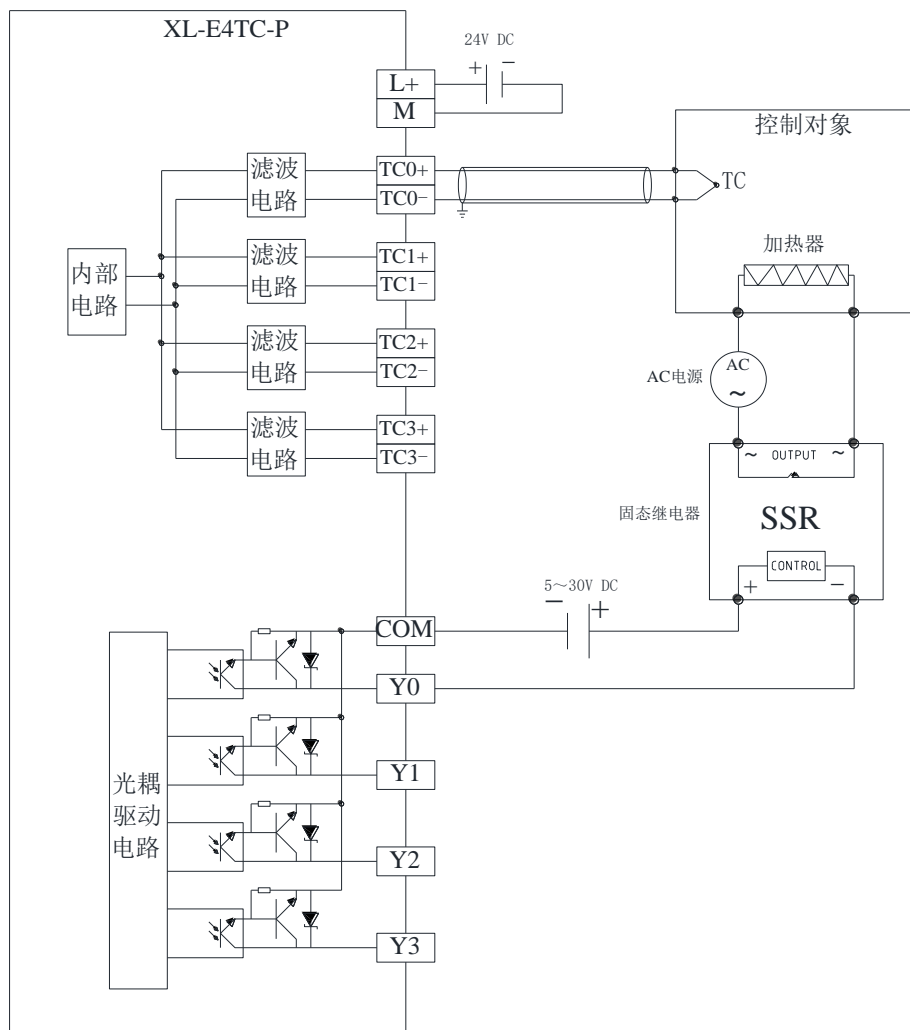 XL-E4TC-P
24V DC
+ −
L+
M
控制对象
滤波
电路
TC0+
TC0−
TC
滤波
电路
TC1+
TC1−
内部
电路
加热器
滤波
电路
TC2+
TC2−
AC电源
AC
~
滤波
电路
TC3+
TC3−
~ OUTPUT ~
固态继电器
SSR
CONTROL
+ −
5～30V DC
− +
COM
Y0
Y1
光耦
驱动
电路
Y2
Y3